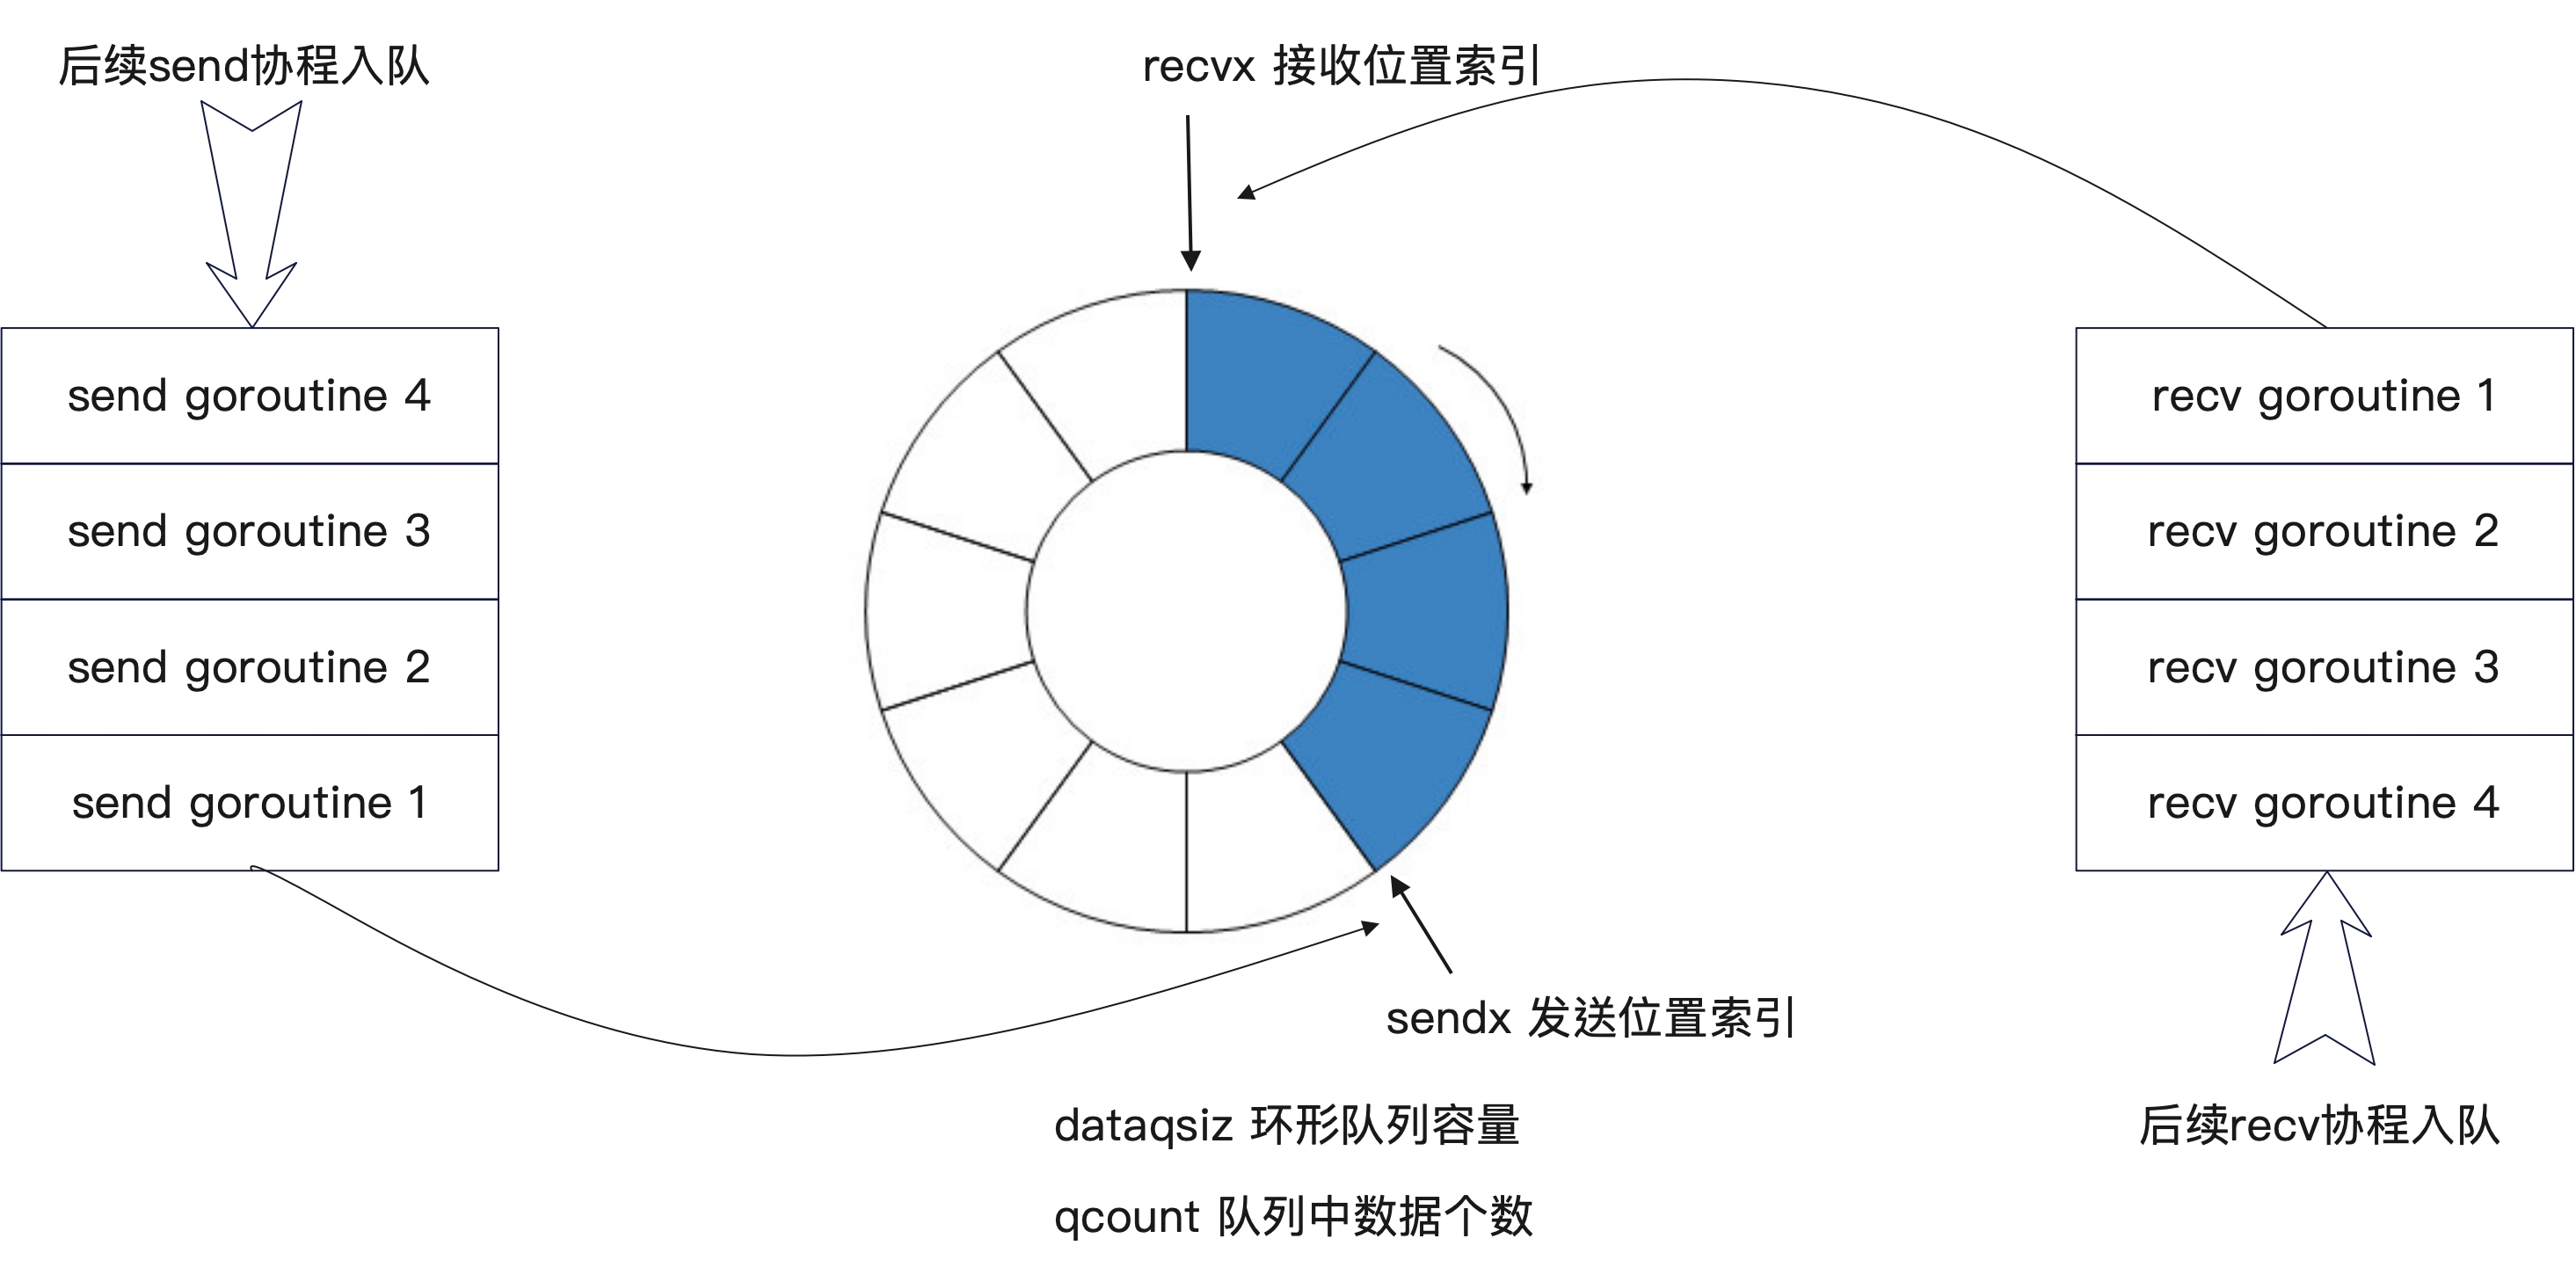 后续send协程入队
recvx 接收位置索引
send goroutine 4
send goroutine 3
send goroutine 2
send goroutine 1
recv goroutine 1
recv goroutine 2
recv goroutine 3
recv goroutine 4
sendx 发送位置索引
dataqsiz 环形队列容量
qcount 队列中数据个数
后续recv协程入队